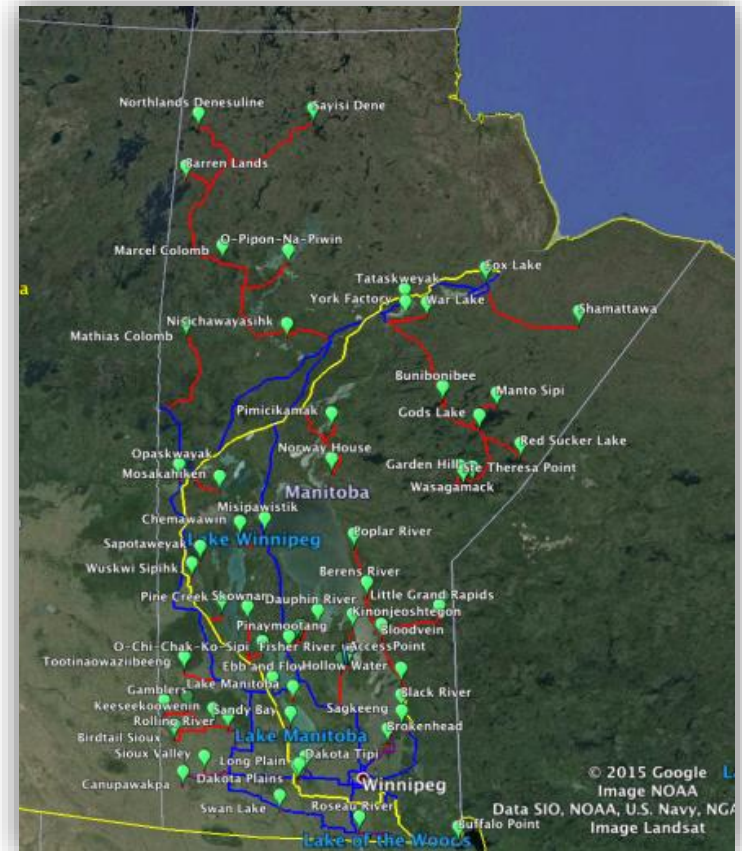 Northlands Denesuline
Sayisi Dene
Barren Lands
O-Pipon-Na-Piwin
Marcel Colomb
Fox Lake
a
Tataskweyak
York Factory
War Lake
Shamattawa
Nisichawayasihk
Mathias Colomb
Bunibonibee
Manto Sipi
Pimicikamak
Gods Lake
Norway House
Red Sucker Lake
Opaskwayak
Garden Hill
Ste Theresa Point
Mosakahiken
Wasagamack
Manitoba
Misipawistik
Chemawawin
Poplar River
Lake Winnipeg
Sapotaweyak
Wuskwi Sipihk
Berens River
Little Grand Rapids
Pine Creek
Skownan
Dauphin River
Kinonjeoshtegon
Bloodvein
Pinaymootang
O-Chi-Chak-Ko-Sipi
Fisher River
AccessPoint
Tootinaowaziibeeng
Ebb and Flow
Hollow Water
Lake Manitoba
Gamblers
Black River
Keeseekoowenin
Sandy Bay
Sagkeeng
Rolling River
Brokenhead
Birdtail Sioux
Lake Manitoba
Sioux Valley
Long Plain
Dakota Tipi
© 2015 Google
Image NOAA
Canupawakpa
Dakota Plains
Winnipeg
Data SIO, NOAA, U.S. Navy, NGA
Swan Lake
Roseau River
Image Landsat
Buffalo Point
Lake of the Woods